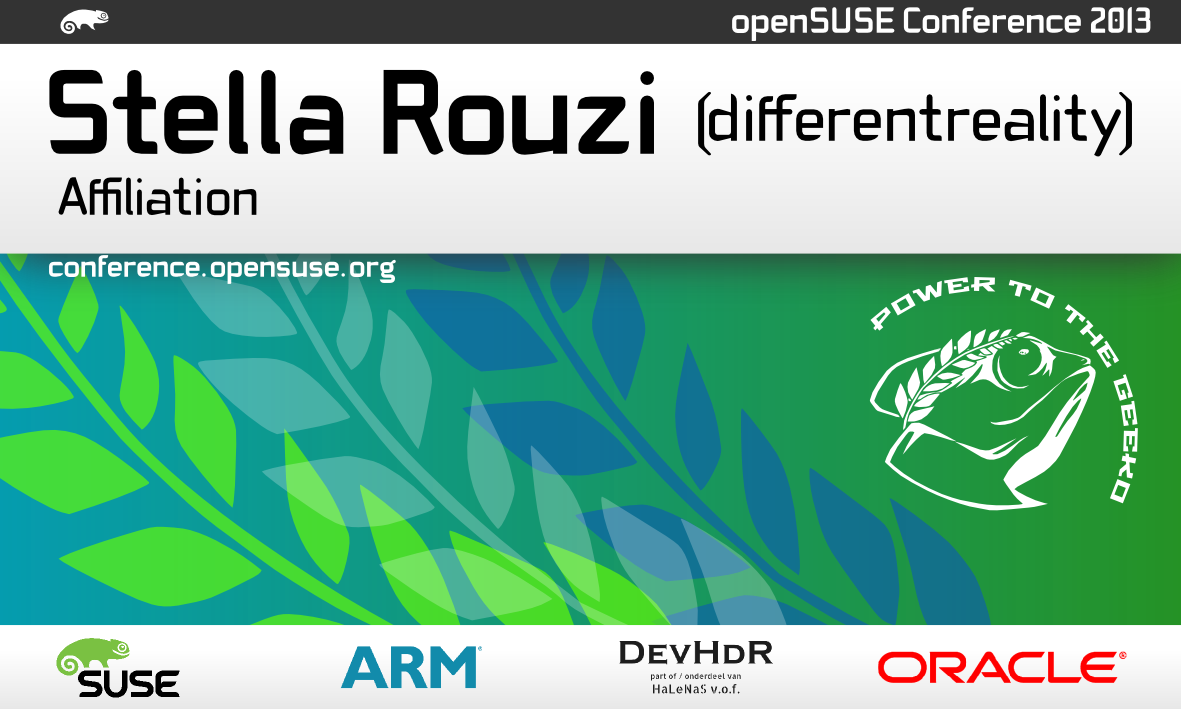 openSUSE Conference 2013
Stella Rouzi (differentreality)
Affiliation
conference.opensuse.org
POWER TO THE GEEKO
SUSE
ARM®
DEVHDR
part of / onderdeel van
HaLeNaS v.o.f.
ORACLE®